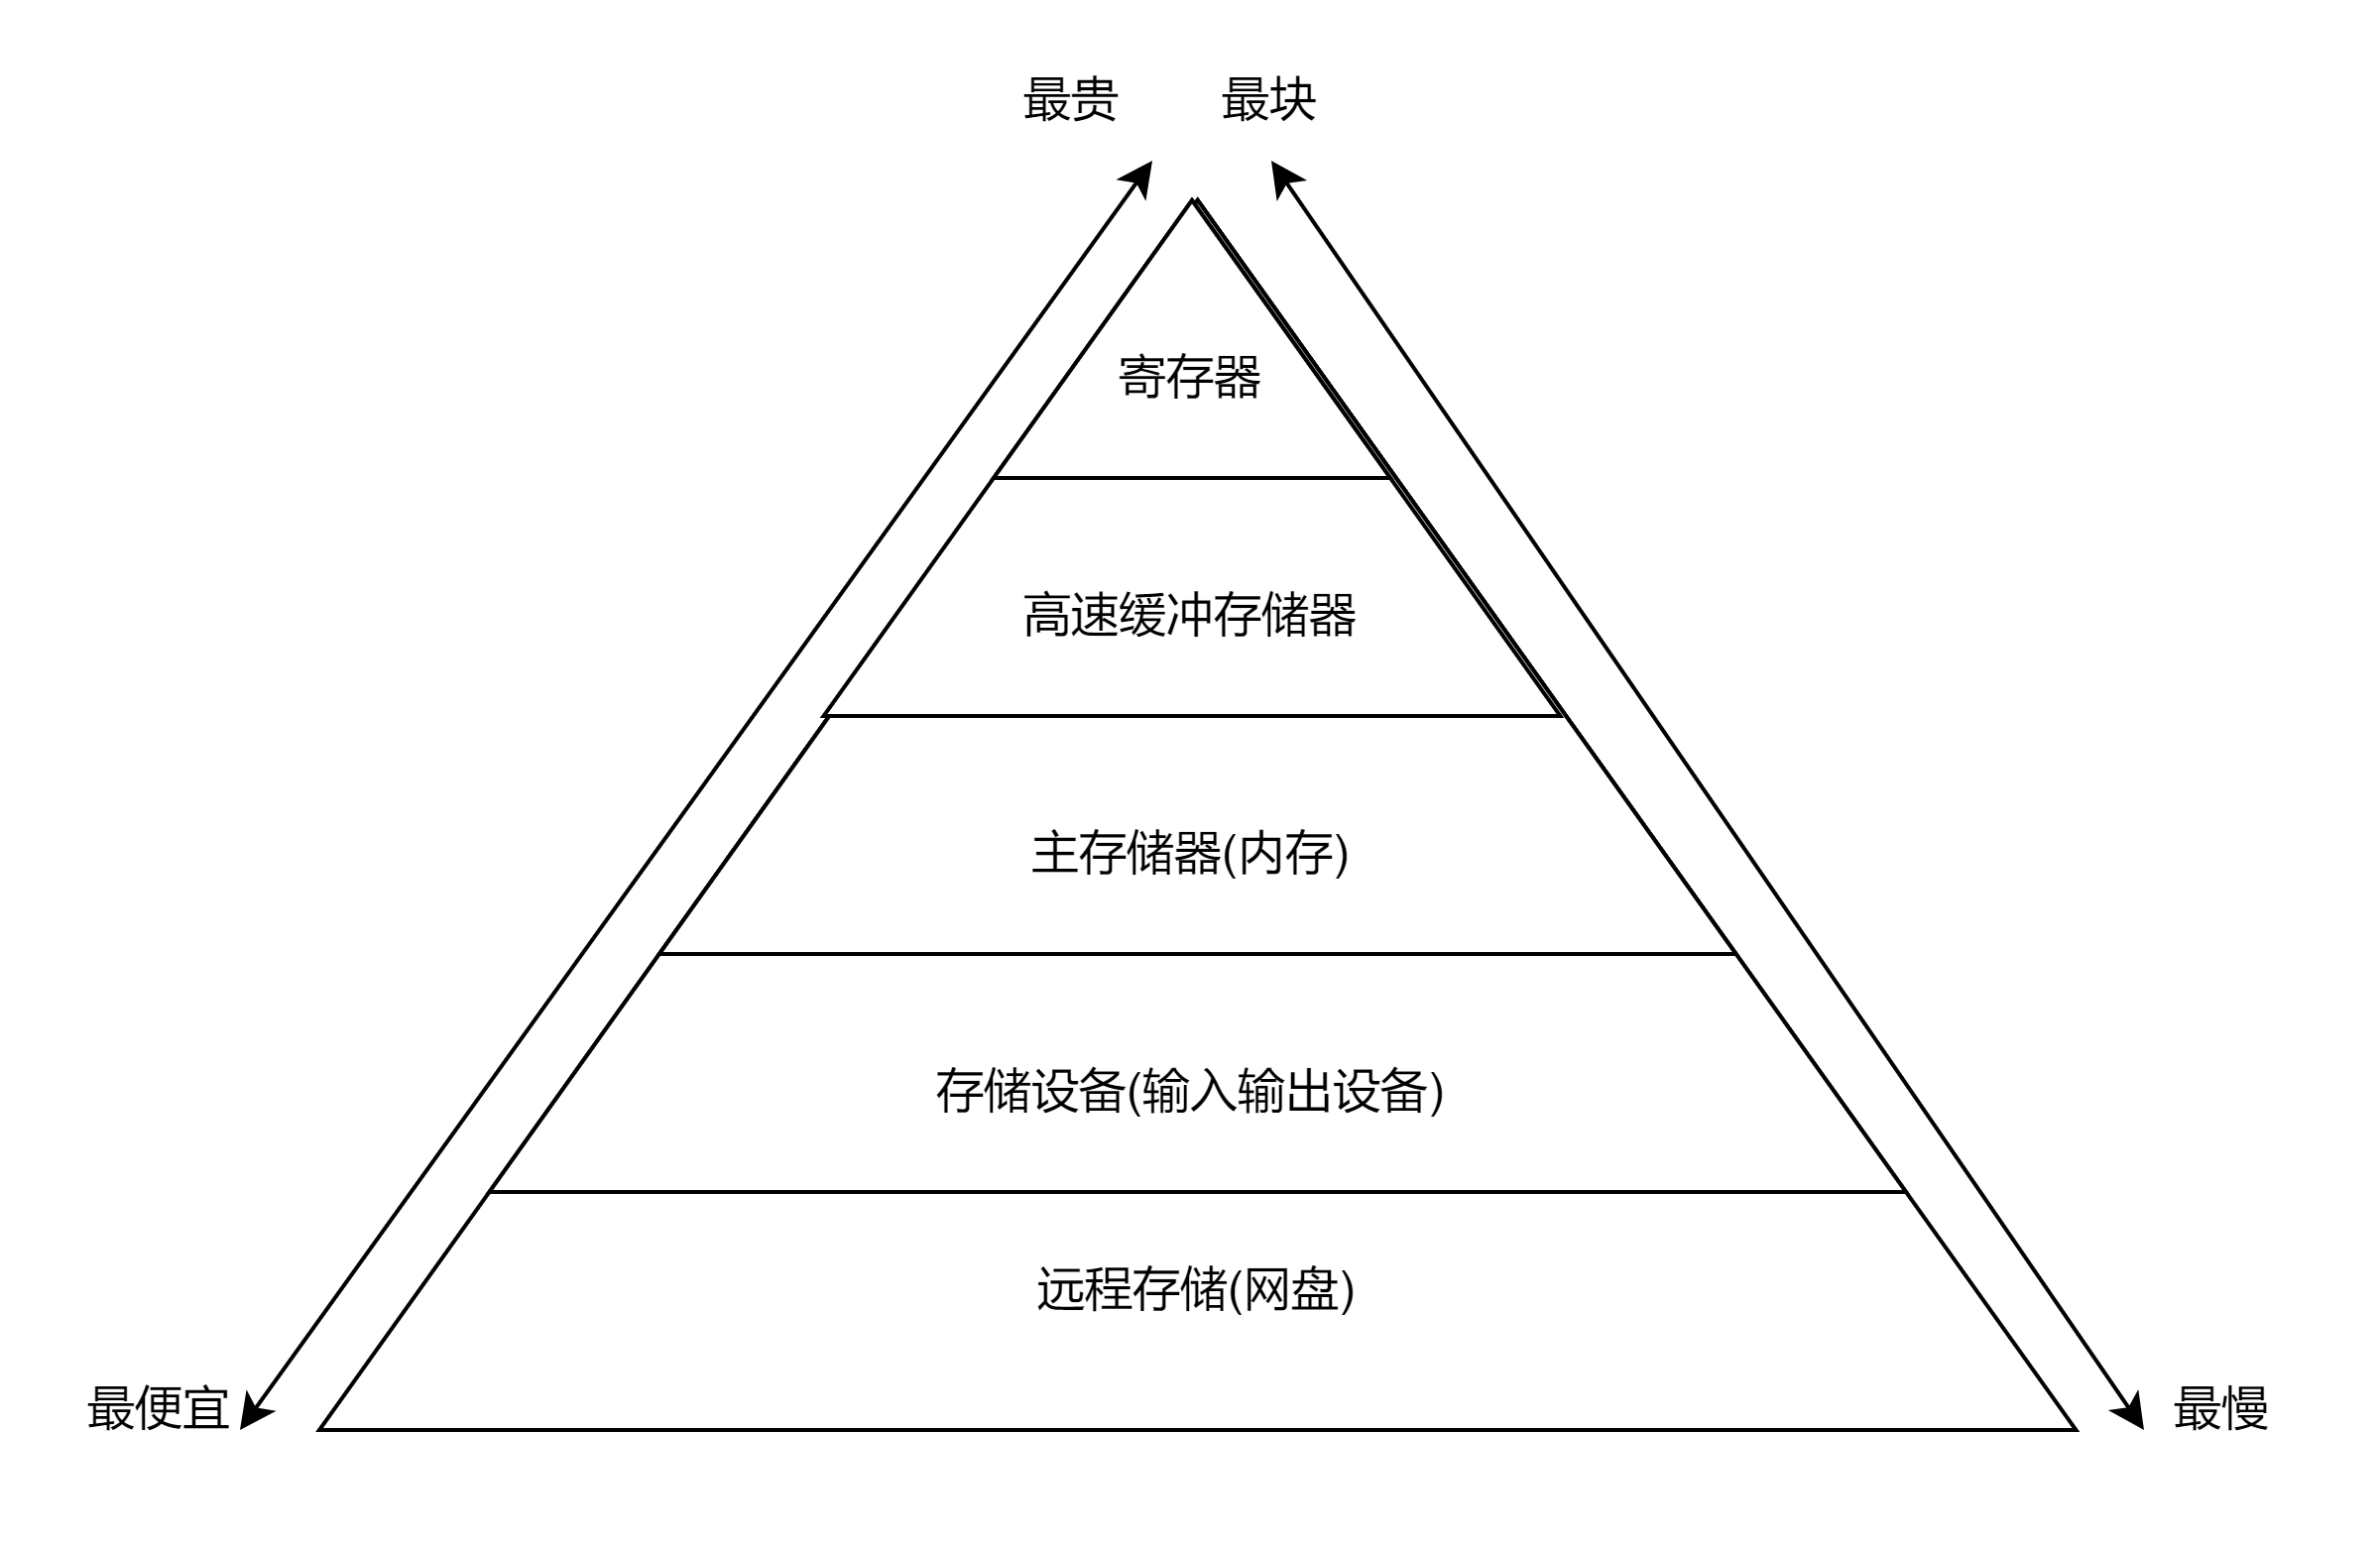 最贵
最块
寄存器
高速缓冲存储器
主存储器(内存)
存储设备(输入输出设备)
远程存储(网盘)
最便宜
最慢